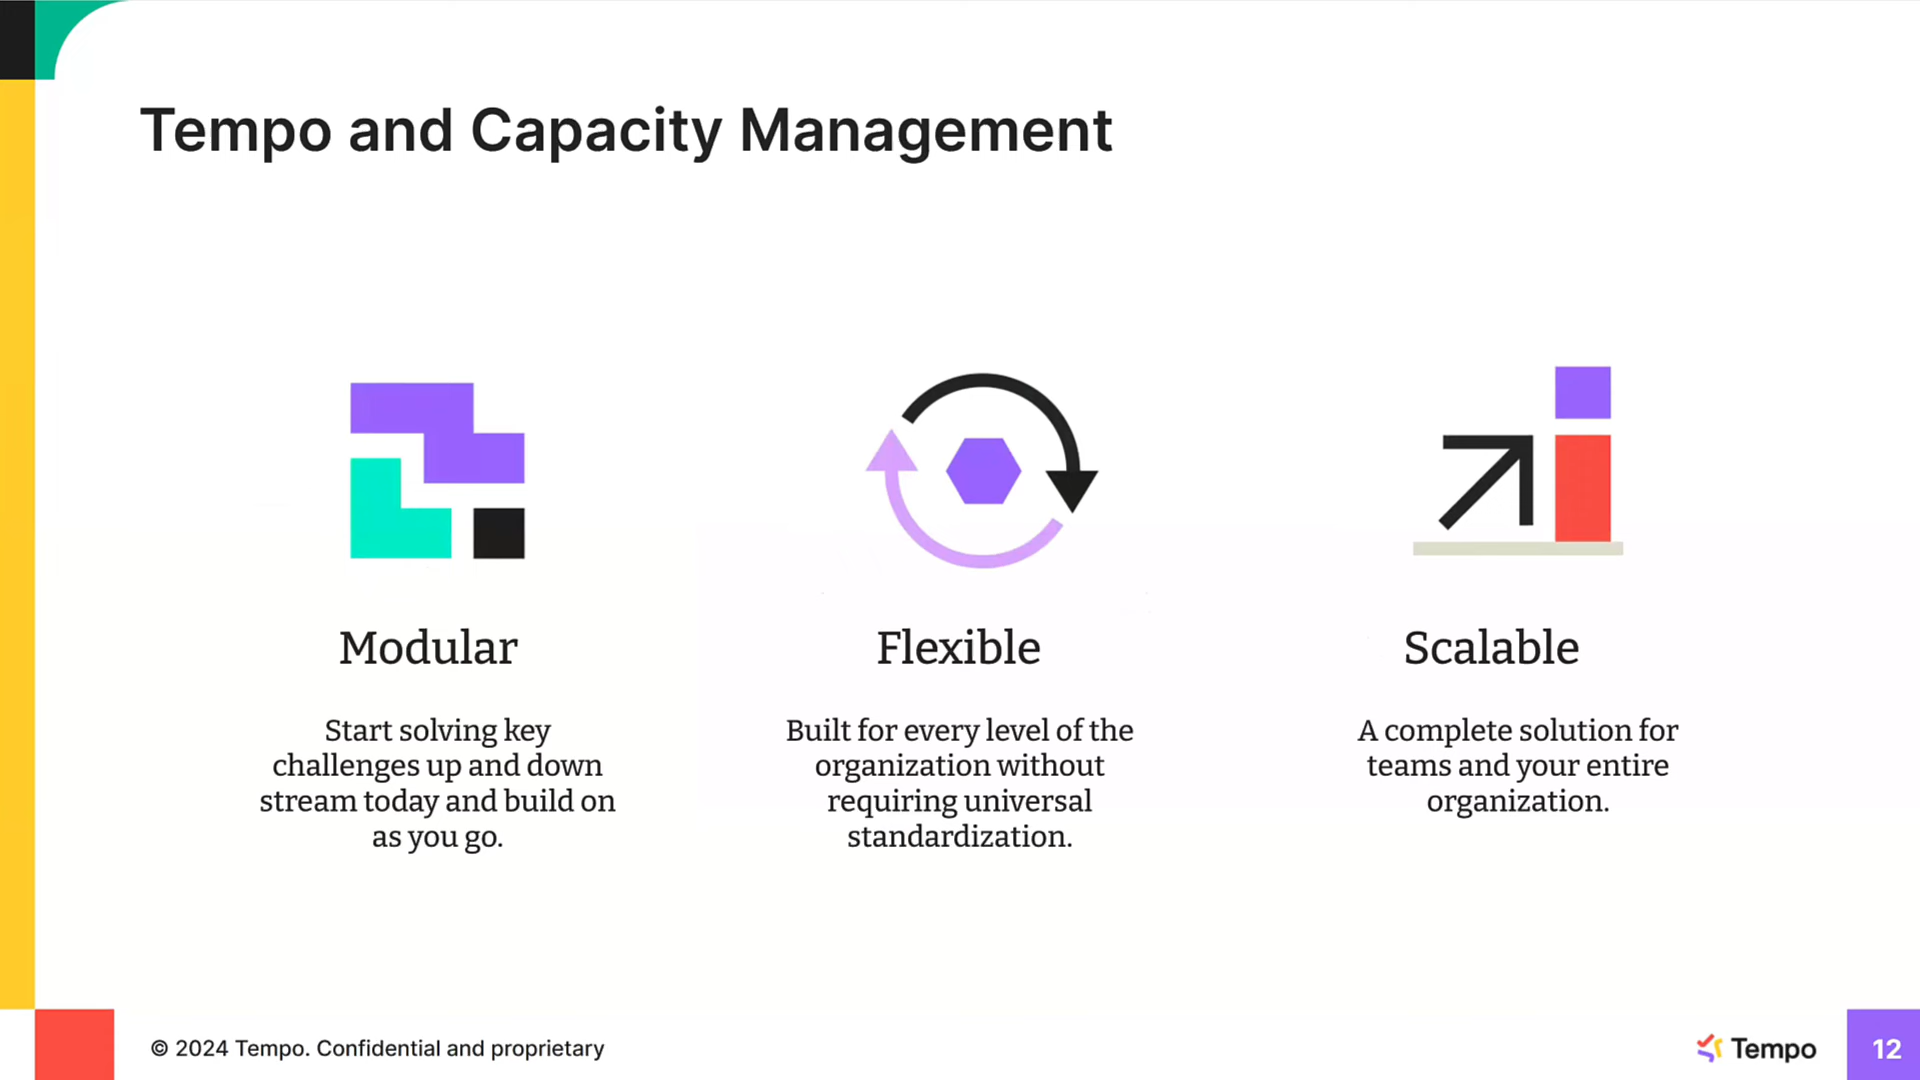 Tempo and Capacity Management
Modular
Start solving key
challenges up and down
stream today and build on
as you go.
Flexible
Built for every level of the
organization without
requiring universal
standardization.
Scalable
A complete solution for
teams and your entire
organization.
© 2024 Tempo. Confidential and proprietary
Tempo
12